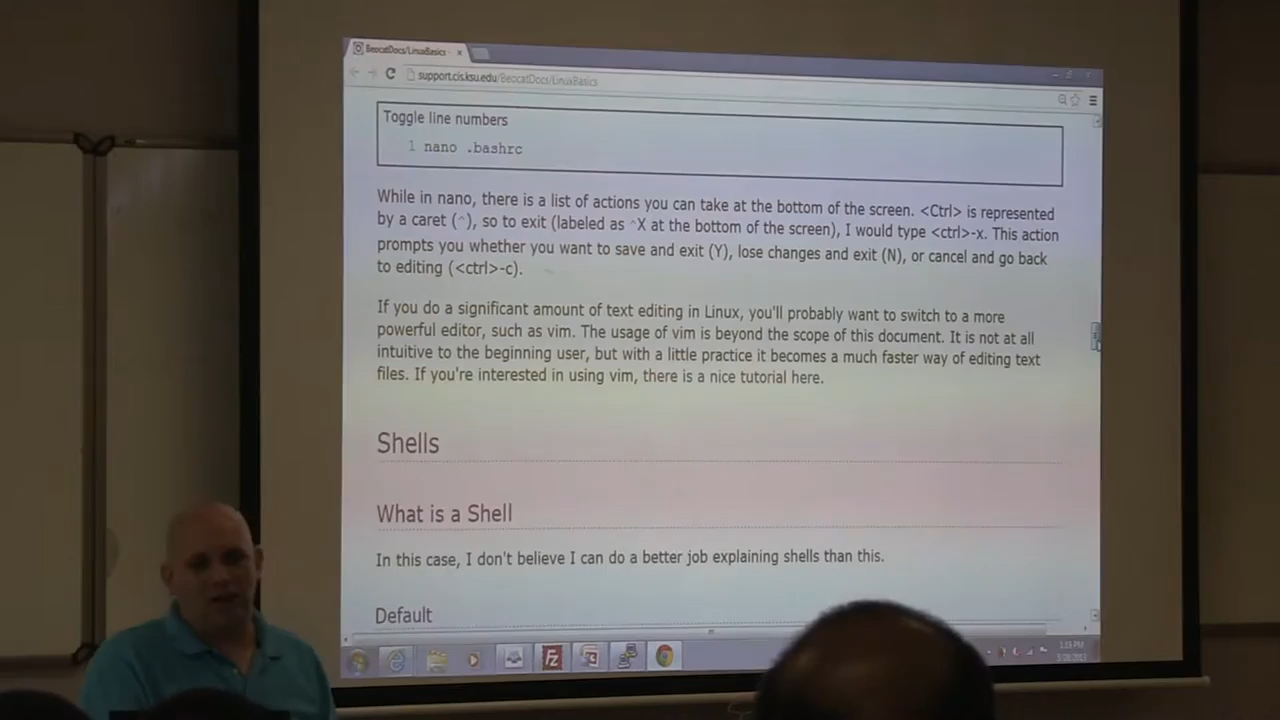 BeocatDocs/LinuxBasics
support.cis.ksu.edu/BeocatDocs/LinuxBasics
Toggle line numbers
1 nano .bashrc
While in nano, there is a list of actions you can take at the bottom of the screen. <Ctrl> is represented
by a caret (^), so to exit (labeled as ^X at the bottom of the screen), I would type <ctrl>-x. This action
prompts you whether you want to save and exit (Y), lose changes and exit (N), or cancel and go back
to editing (<ctrl>-c).
If you do a significant amount of text editing in Linux, you'll probably want to switch to a more
powerful editor, such as vim. The usage of vim is beyond the scope of this document. It is not at all
intuitive to the beginning user, but with a little practice it becomes a much faster way of editing text
files. If you're interested in using vim, there is a nice tutorial here.
Shells
What is a Shell
In this case, I don't believe I can do a better job explaining shells than this.
Default
FZ
1:15 PM